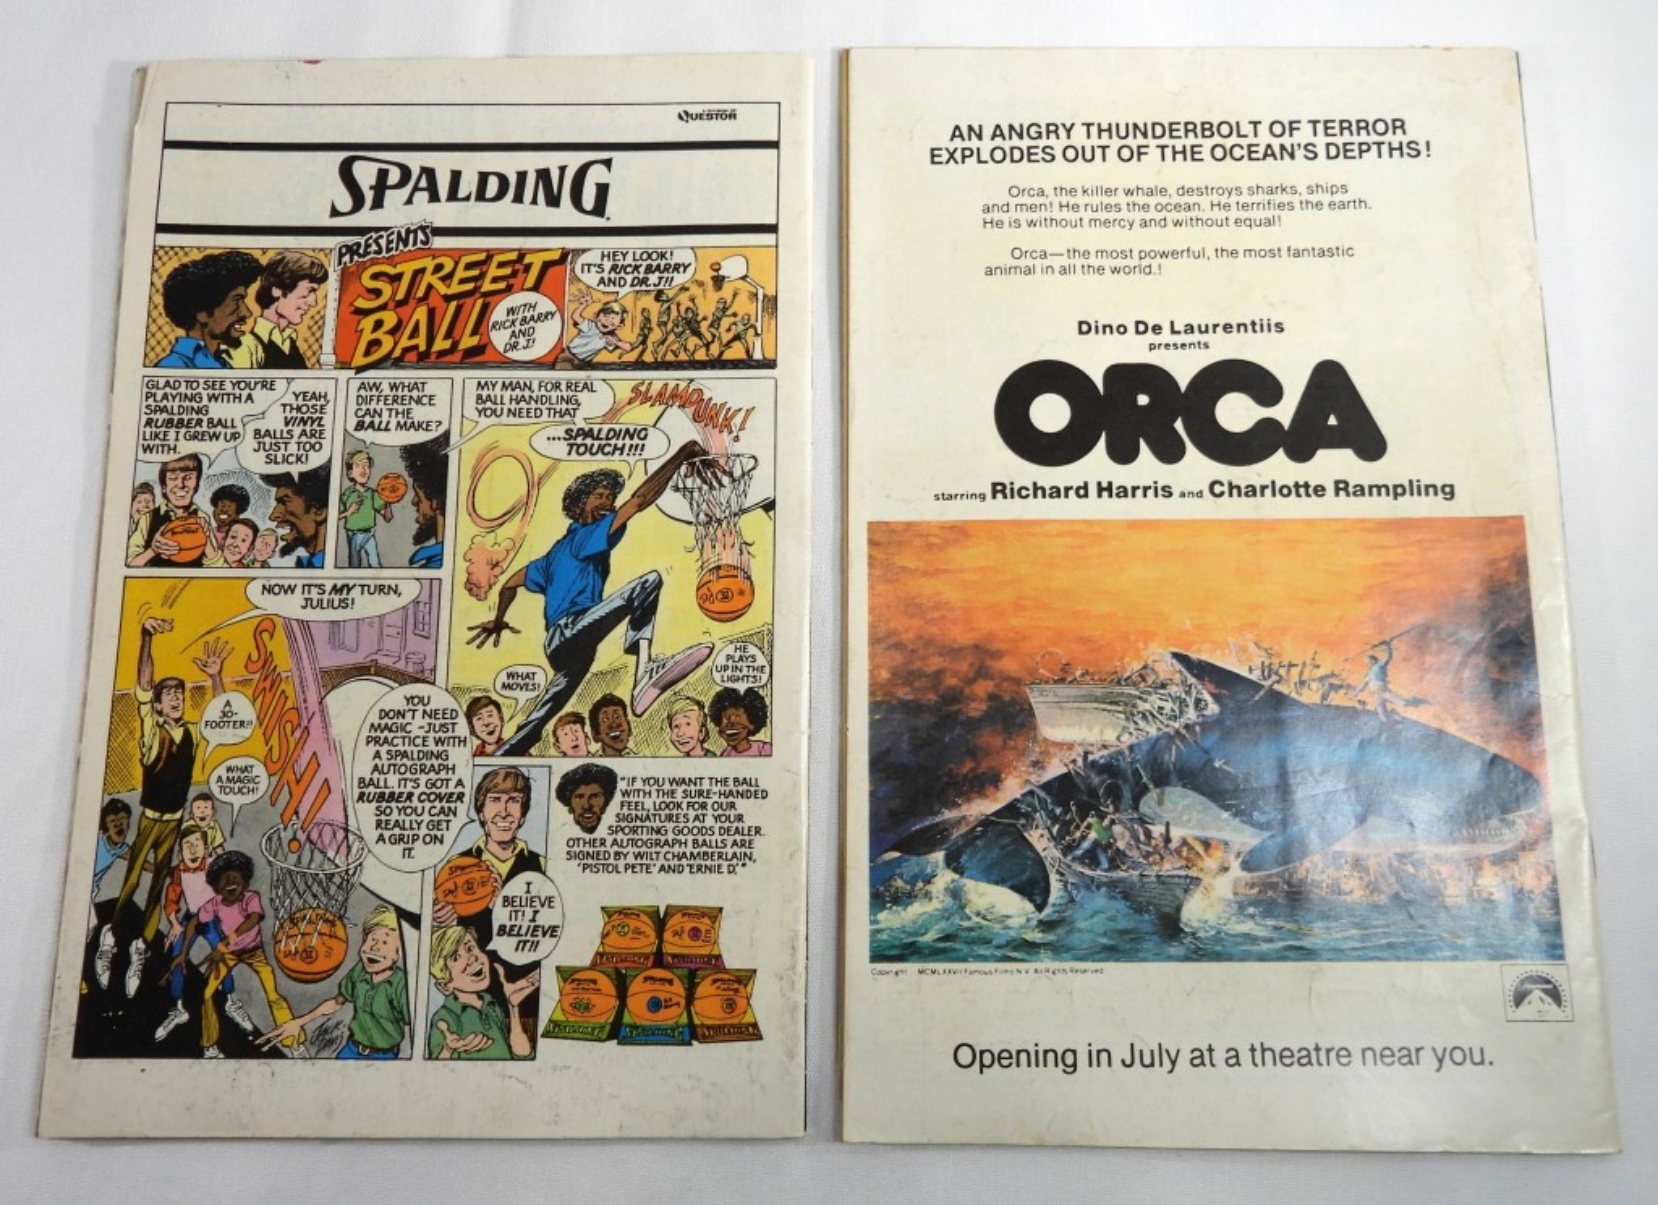 A DIVISION OF
QUESTOR
SPALDING
PRESENTS
STREET
BALL
WITH
RICK BARRY
AND
DR. J!
HEY LOOK!
IT'S RICK BARRY
AND DR. J!!
GLAD TO SEE YOU'RE
PLAYING WITH A
SPALDING
RUBBER BALL
LIKE I GREW UP
WITH.
YEAH,
THOSE
VINYL
BALLS ARE
JUST TOO
SLICK!
AW, WHAT
DIFFERENCE
CAN THE
BALL MAKE?
MY MAN, FOR REAL
BALL HANDLING,
YOU NEED THAT
...SPALDING
TOUCH!!!
SLAMDUNK!
WHAT
MOVES!
HE
PLAYS
UP IN THE
LIGHTS!
NOW IT'S MY TURN,
JULIUS!
SWISH!
A
30-
FOOTER!!
WHAT
A MAGIC
TOUCH!
YOU
DON'T NEED
MAGIC -JUST
PRACTICE WITH
A SPALDING
AUTOGRAPH
BALL. IT'S GOT A
RUBBER COVER
SO YOU CAN
REALLY GET
A GRIP ON
IT.
I
BELIEVE
IT! I
BELIEVE
IT!!
"IF YOU WANT THE BALL
WITH THE SURE-HANDED
FEEL, LOOK FOR OUR
SIGNATURES AT YOUR
SPORTING GOODS DEALER.
OTHER AUTOGRAPH BALLS ARE
SIGNED BY WILT CHAMBERLAIN,
'PISTOL PETE' AND 'ERNIE D.'"
AN ANGRY THUNDERBOLT OF TERROR
EXPLODES OUT OF THE OCEAN'S DEPTHS!
Orca, the killer whale, destroys sharks, ships
and men! He rules the ocean. He terrifies the earth.
He is without mercy and without equal!
Orca—the most powerful, the most fantastic
animal in all the world.!
Dino De Laurentiis
presents
ORCA
starring Richard Harris and Charlotte Rampling
Copyright MCMLXXVII Famous Films N.V. All Rights Reserved
Opening in July at a theatre near you.